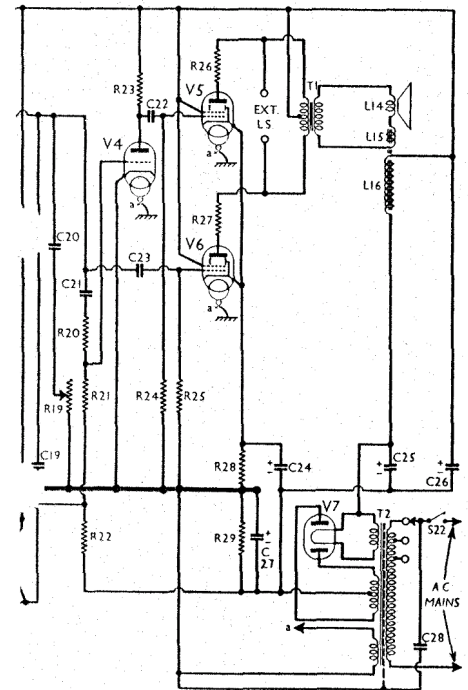 R26
R23
V5
T1
C22
EXT.
L.S.
L14
V4
L15
a
a
L16
R27
C20
C23
V6
C21
R20
a
R19
R21
R24
R25
C19
R28
C24
C25
C26
V7
T2
S22
R22
R29
C
27
A C
MAINS
a
C28